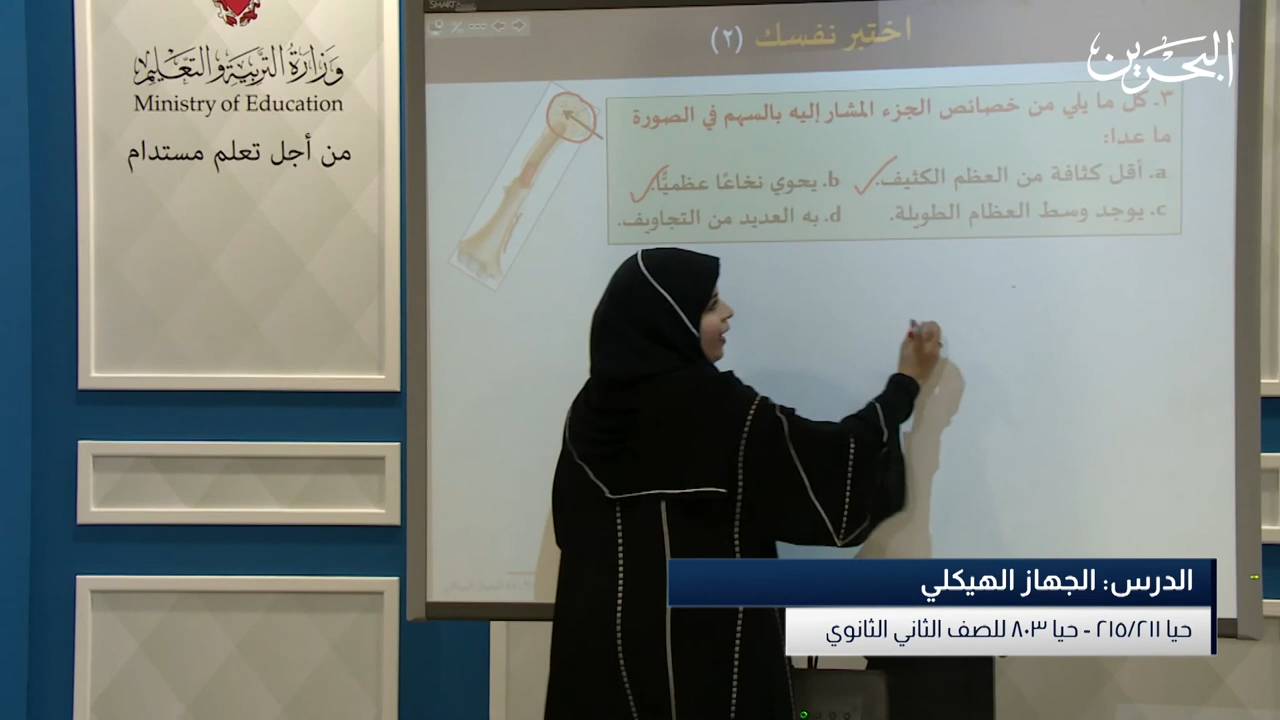 SMART
اختبر نفسك (٢)
البحرين
وزارة التربية والتعليم
Ministry of Education
من أجل تعلم مستدام
٣. كل ما يلي من خصائص الجزء المشار إليه بالسهم في الصورة
ما عدا:
a. أقل كثافة من العظم الكثيف. b. يحوي نخاعًا عظميًّا.
c. يوجد وسط العظام الطويلة. d. به العديد من التجاويف.
الدرس: الجهاز الهيكلي
حيا ٢١٥/٢١١ - حيا ٨٠٣ للصف الثاني الثانوي